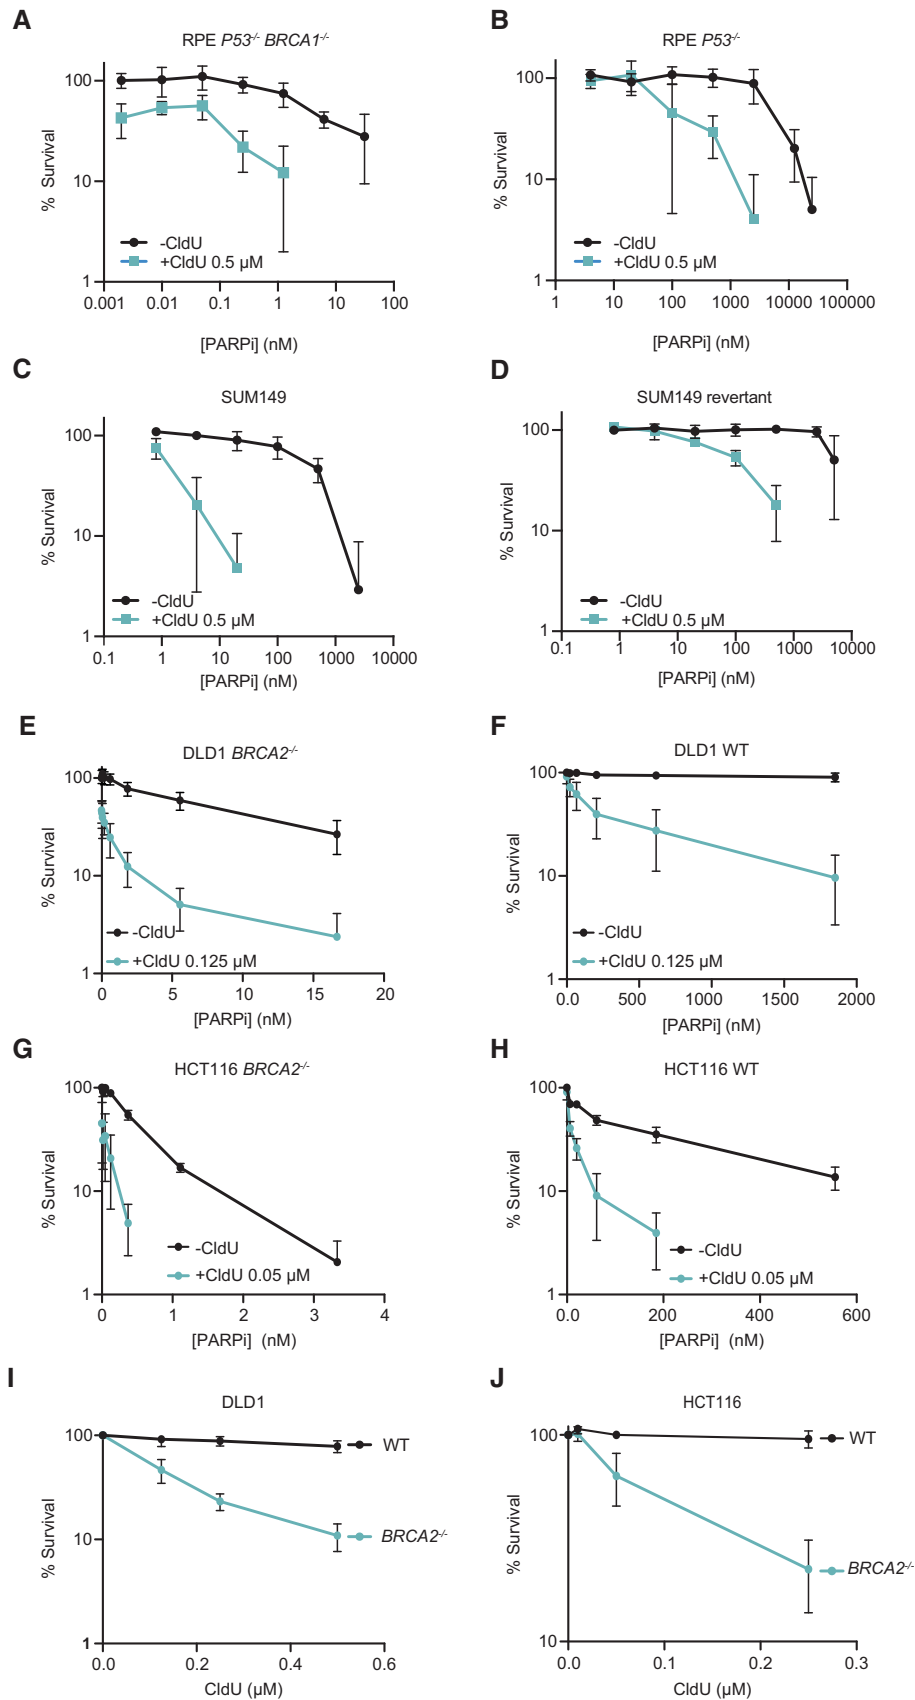 A
RPE P53-/- BRCA1-/-
% Survival
100
10
1
-CldU
+CldU 0.5 µM
0.001 0.01 0.1 1 10 100
[PARPi] (nM)
B
RPE P53-/-
% Survival
100
10
1
-CldU
+CldU 0.5 µM
1 10 100 1000 10000 100000
[PARPi] (nM)
C
SUM149
% Survival
100
10
1
-CldU
+CldU 0.5 µM
0.1 1 10 100 1000 10000
[PARPi] (nM)
D
SUM149 revertant
% Survival
100
10
1
-CldU
+CldU 0.5 µM
0.1 1 10 100 1000 10000
[PARPi] (nM)
E
DLD1 BRCA2-/-
% Survival
100
10
1
-CldU
+CldU 0.125 µM
0 5 10 15 20
[PARPi] (nM)
F
DLD1 WT
% Survival
100
10
1
-CldU
+CldU 0.125 µM
0.0 500 1000 1500 2000
[PARPi] (nM)
G
HCT116 BRCA2-/-
% Survival
100
10
1
-CldU
+CldU 0.05 µM
0 1 2 3 4
[PARPi] (nM)
H
HCT116 WT
% Survival
100
10
1
-CldU
+CldU 0.05 µM
0.0 200 400 600
[PARPi] (nM)
I
DLD1
% Survival
100
10
1
WT
BRCA2-/-
0.0 0.2 0.4 0.6
CldU (µM)
J
HCT116
% Survival
100
10
WT
BRCA2-/-
0.0 0.1 0.2 0.3
CldU (µM)